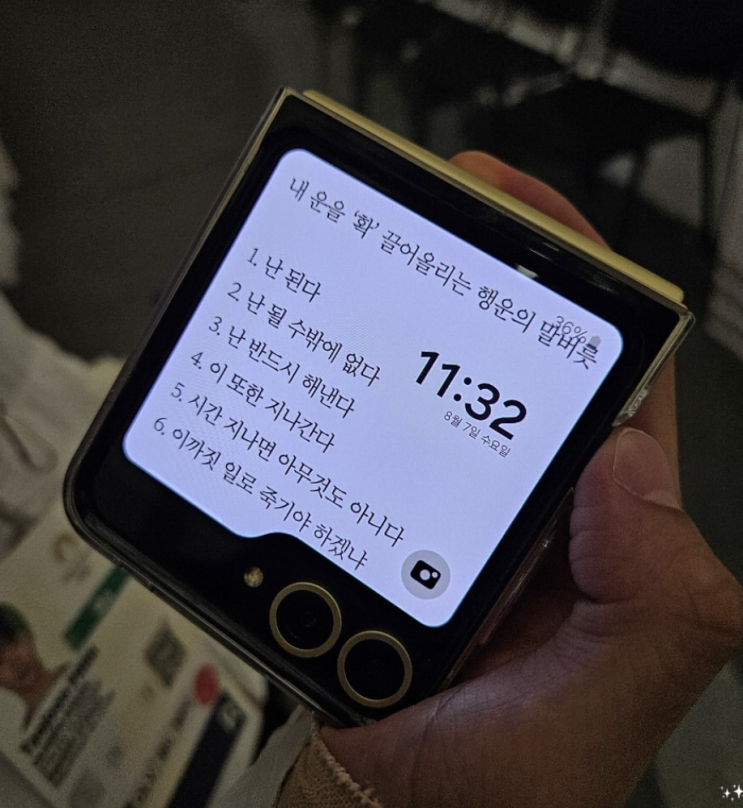 내 운을 '확' 끌어올리는 행운의 말버릇
36%
1. 난 된다
2. 난 될 수밖에 없다
3. 난 반드시 해낸다
4. 이 또한 지나간다
5. 시간 지나면 아무것도 아니다
6. 이까짓 일로 죽기야 하겠냐
11:32
8월 7일 수요일